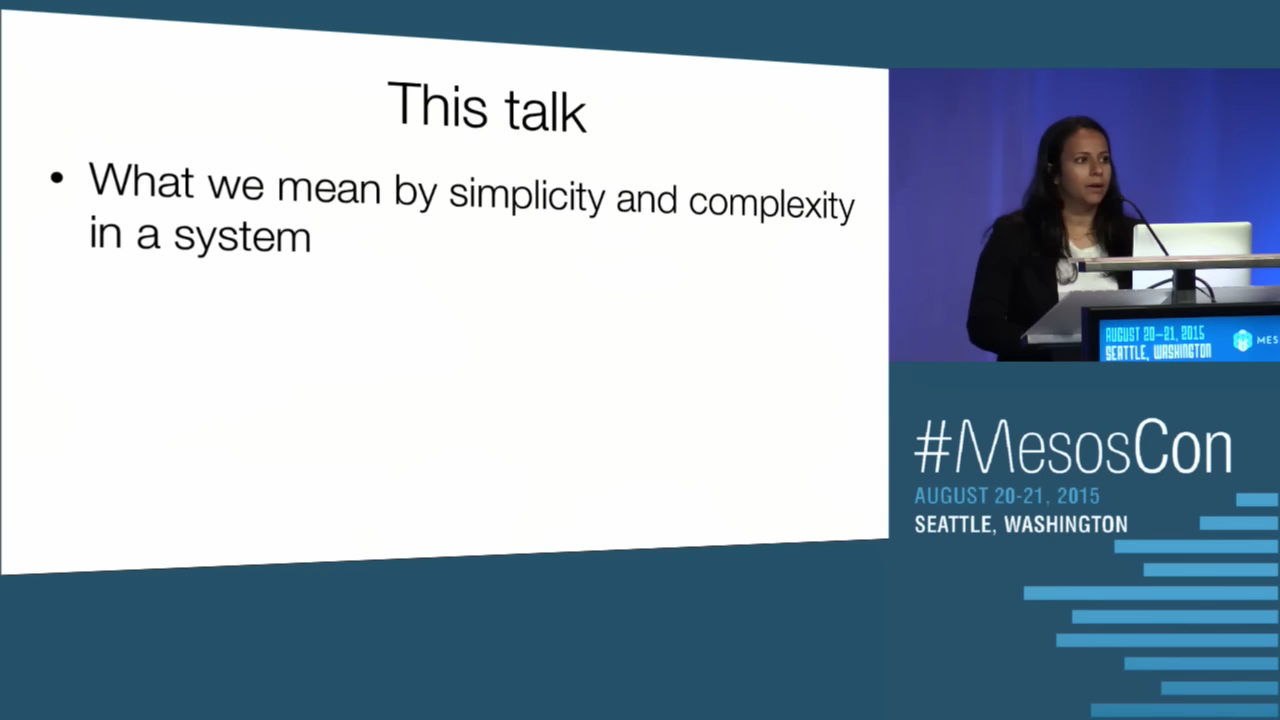 This talk
• What we mean by simplicity and complexity
in a system
AUGUST 20–21, 2015
SEATTLE, WASHINGTON
MES
#MesosCon
AUGUST 20-21, 2015
SEATTLE, WASHINGTON